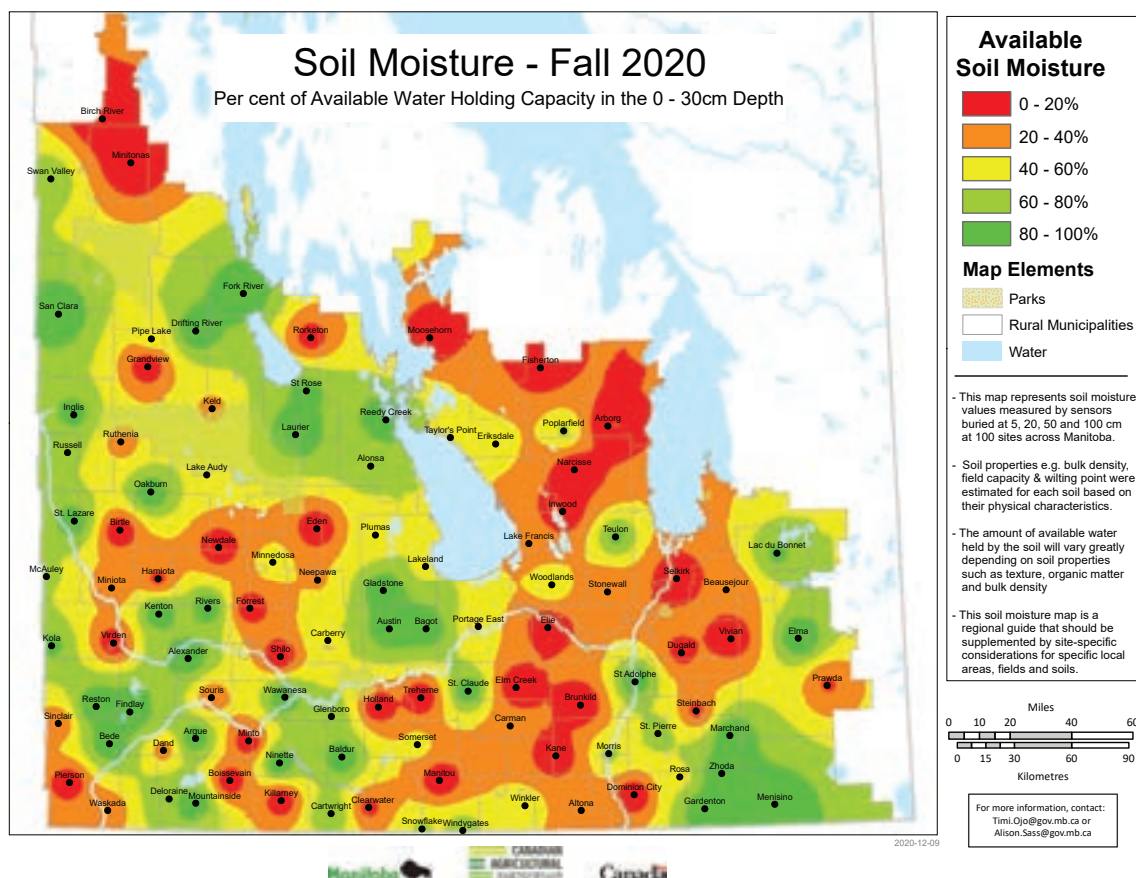 Soil Moisture - Fall 2020
Per cent of Available Water Holding Capacity in the 0 - 30cm Depth
Birch River
Minitonas
Swan Valley
San Clara
Fork River
Drifting River
Pipe Lake
Rorketon
Moosehorn
Grandview
Fisherton
St Rose
Inglis
Keld
Reedy Creek
Laurier
Taylor's Point
Eriksdale
Poplarfield
Arborg
Ruthenia
Russell
Alonsa
Narcisse
Lake Audy
Oakburn
Inwood
St. Lazare
Birtle
Eden
Plumas
Teulon
Newdale
Lake Francis
Lac du Bonnet
Minnedosa
McAuley
Hamiota
Miniota
Neepawa
Lakeland
Gladstone
Woodlands
Stonewall
Selkirk
Beausejour
Kenton
Rivers
Forrest
Austin
Bagot
Portage East
Elie
Kola
Virden
Carberry
Vivian
Elma
Alexander
Shilo
Dugald
St Adolphe
Prawda
Reston
Findlay
Souris
Wawanesa
St. Claude
Elm Creek
Holland
Treherne
Brunkild
Steinbach
Sinclair
Glenboro
Carman
St. Pierre
Marchand
Bede
Dand
Argue
Minto
Somerset
Ninette
Baldur
Kane
Morris
Rosa
Zhoda
Pierson
Boissevain
Manitou
Dominion City
Deloraine
Mountainside
Killarney
Waskada
Cartwright
Clearwater
Winkler
Altona
Gardenton
Menisino
Snowflake
Windygates
2020-12-09
Available
Soil Moisture
0 - 20%
20 - 40%
40 - 60%
60 - 80%
80 - 100%
Map Elements
Parks
Rural Municipalities
Water
- This map represents soil moisture
values measured by sensors
buried at 5, 20, 50 and 100 cm
at 100 sites across Manitoba.
- Soil properties e.g. bulk density,
field capacity & wilting point were
estimated for each soil based on
their physical characteristics.
- The amount of available water
held by the soil will vary greatly
depending on soil properties
such as texture, organic matter
and bulk density
- This soil moisture map is a
regional guide that should be
supplemented by site-specific
considerations for specific local
areas, fields and soils.
Miles
0 10 20 40 60
0 15 30 60 90
Kilometres
For more information, contact:
Timi.Ojo@gov.mb.ca or
Alison.Sass@gov.mb.ca
Manitoba
CANADIAN
AGRICULTURAL
PARTNERSHIP
Canada